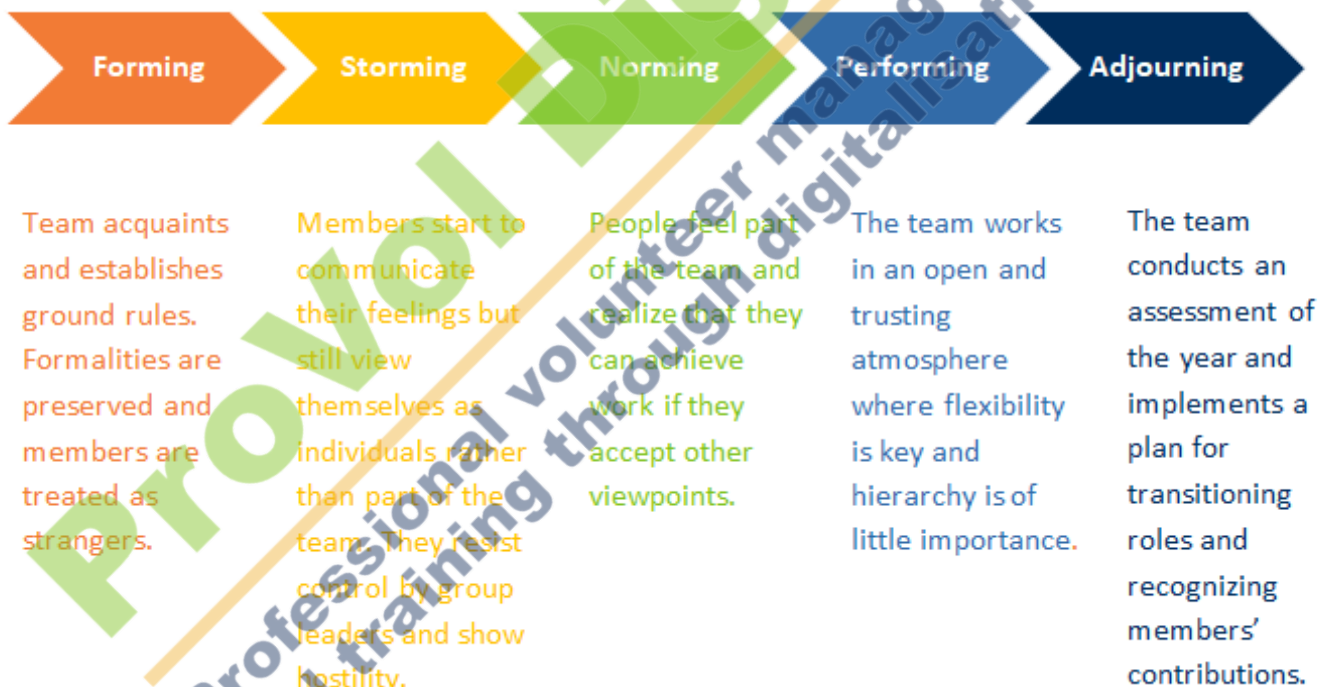 Forming
Storming
Norming
Performing
Adjourning
Team acquaints
and establishes
ground rules.
Formalities are
preserved and
members are
treated as
strangers.
Members start to
communicate
their feelings but
still view
themselves as
individuals rather
than part of the
team. They resist
control by group
leaders and show
hostility.
People feel part
of the team and
realize that they
can achieve
work if they
accept other
viewpoints.
The team works
in an open and
trusting
atmosphere
where flexibility
is key and
hierarchy is of
little importance.
The team
conducts an
assessment of
the year and
implements a
plan for
transitioning
roles and
recognizing
members’
contributions.
ProVol
Professional volunteer
training through